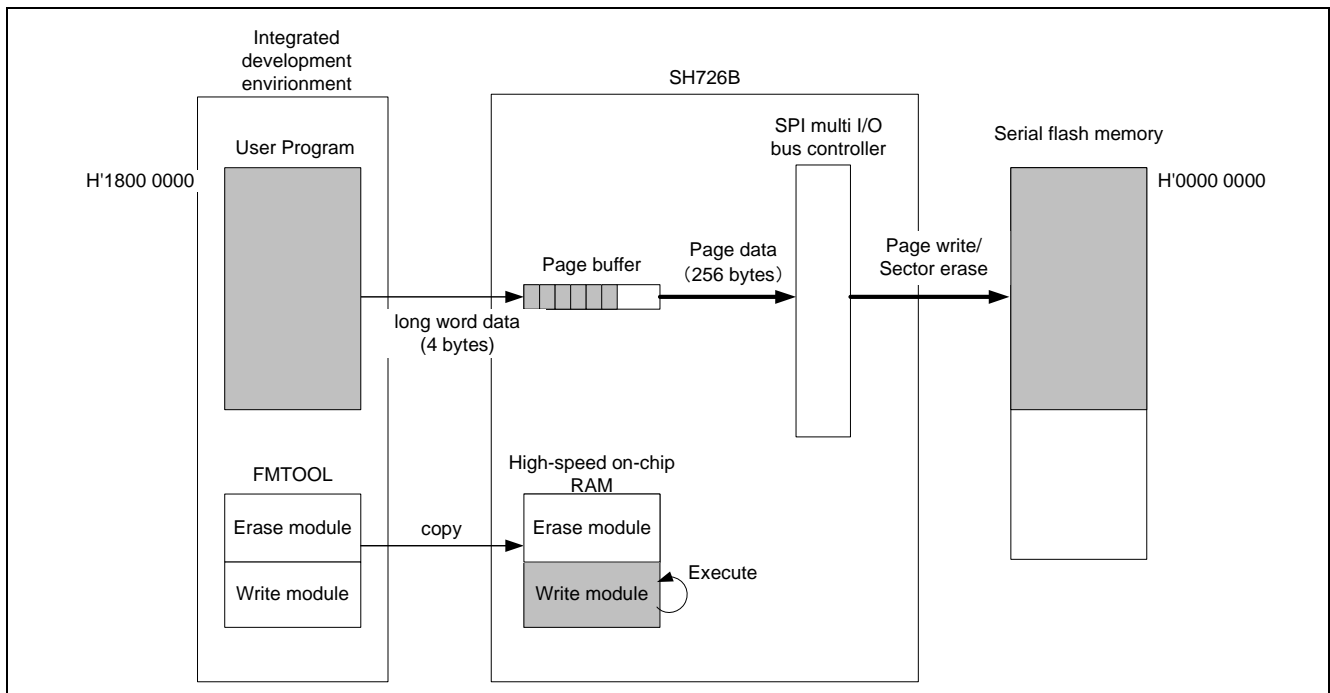 Integrated
development
envirionment
SH726B
SPI multi I/O
bus controller
Serial flash memory
User Program
H'1800 0000
H'0000 0000
Page buffer
Page data
（256 bytes）
Page write/
Sector erase
long word data
(4 bytes)
FMTOOL
High-speed on-chip
RAM
Erase module
copy
Erase module
Execute
Write module
Write module